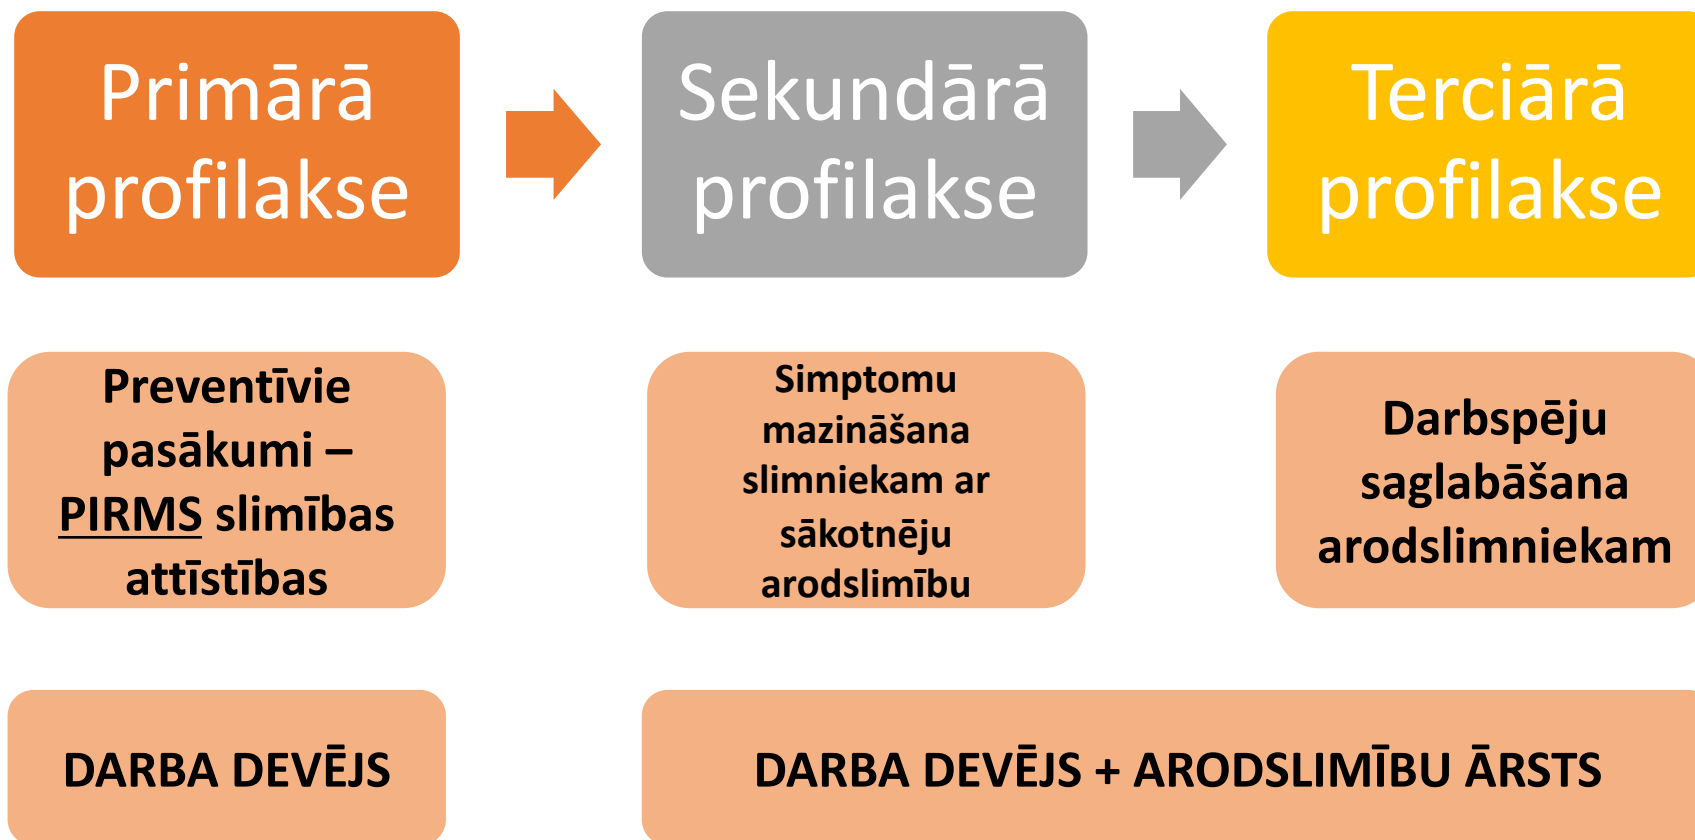 Primārā
profilakse
Sekundārā
profilakse
Terciārā
profilakse
Preventīvie
pasākumi –
PIRMS slimības
attīstības
Simptomu
mazināšana
slimniekam ar
sākotnēju
arodslimību
Darbspēju
saglabāšana
arodslimniekam
DARBA DEVĒJS
DARBA DEVĒJS + ARODSLIMĪBU ĀRSTS